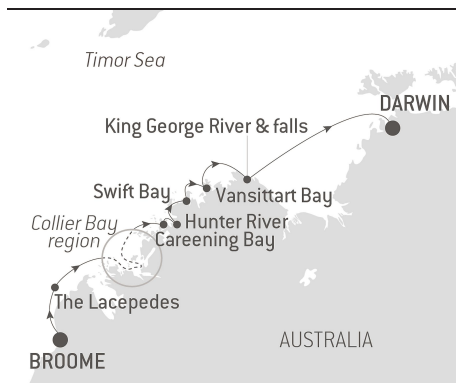 Timor Sea
DARWIN
King George River & falls
Swift Bay
Vansittart Bay
Collier Bay
region
Hunter River
Careening Bay
The Lacepedes
AUSTRALIA
BROOME